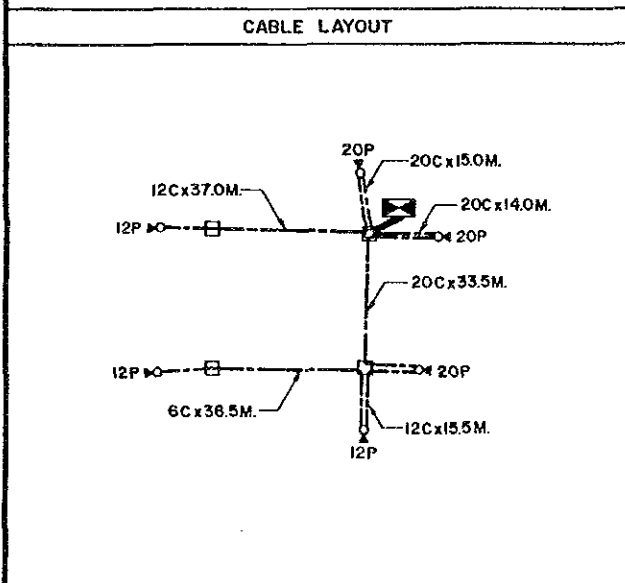 CABLE LAYOUT
20P
20Cx15.0M.
12Cx37.0M.
20Cx14.0M.
12P
20P
20Cx33.5M.
12P
20P
6Cx36.5M.
12Cx15.5M.
12P